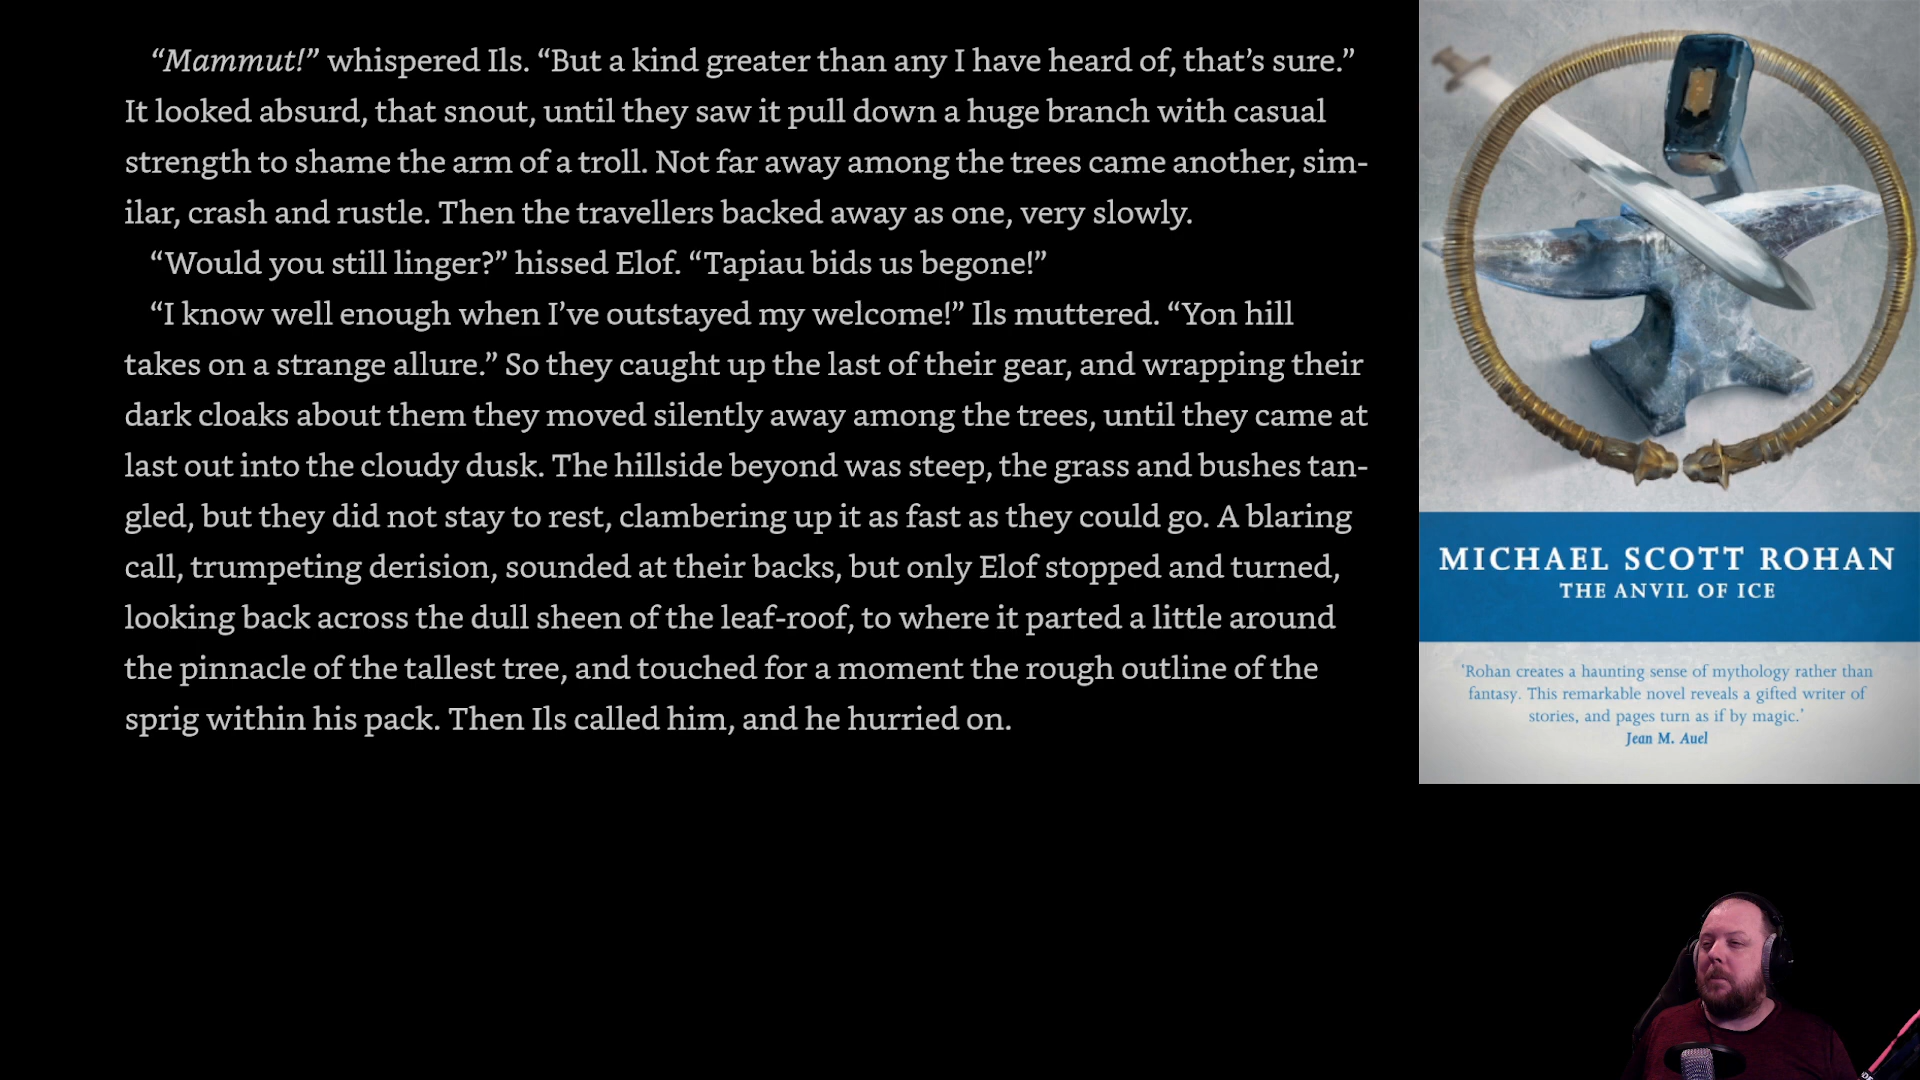 “Mammut!” whispered Ils. “But a kind greater than any I have heard of, that’s sure.”
It looked absurd, that snout, until they saw it pull down a huge branch with casual
strength to shame the arm of a troll. Not far away among the trees came another, sim-
ilar, crash and rustle. Then the travellers backed away as one, very slowly.
“Would you still linger?” hissed Elof. “Tapiau bids us begone!”
“I know well enough when I’ve outstayed my welcome!” Ils muttered. “Yon hill
takes on a strange allure.” So they caught up the last of their gear, and wrapping their
dark cloaks about them they moved silently away among the trees, until they came at
last out into the cloudy dusk. The hillside beyond was steep, the grass and bushes tan-
gled, but they did not stay to rest, clambering up it as fast as they could go. A blaring
call, trumpeting derision, sounded at their backs, but only Elof stopped and turned,
looking back across the dull sheen of the leaf-roof, to where it parted a little around
the pinnacle of the tallest tree, and touched for a moment the rough outline of the
sprig within his pack. Then Ils called him, and he hurried on.
MICHAEL SCOTT ROHAN
THE ANVIL OF ICE
‘Rohan creates a haunting sense of mythology rather than
fantasy. This remarkable novel reveals a gifted writer of
stories, and pages turn as if by magic.’
Jean M. Auel